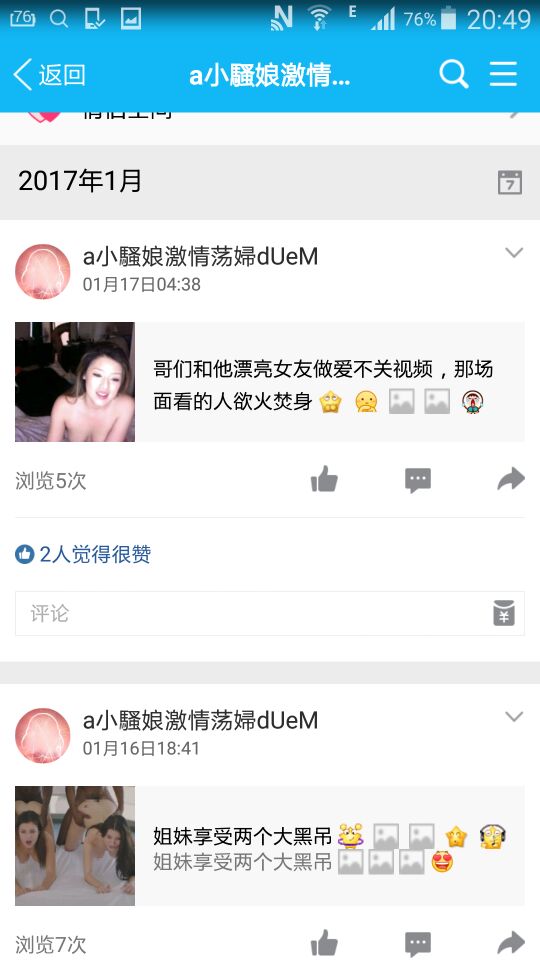 76
E
76%
20:49
返回
a小騷娘激情...
2017年1月
7
a小騷娘激情荡婦dUeM
01月17日04:38
哥们和他漂亮女友做爱不关视频，那场
面看的人欲火焚身
浏览5次
2人觉得很赞
评论
a小騷娘激情荡婦dUeM
01月16日18:41
姐妹享受两个大黑吊
姐妹享受两个大黑吊
浏览7次